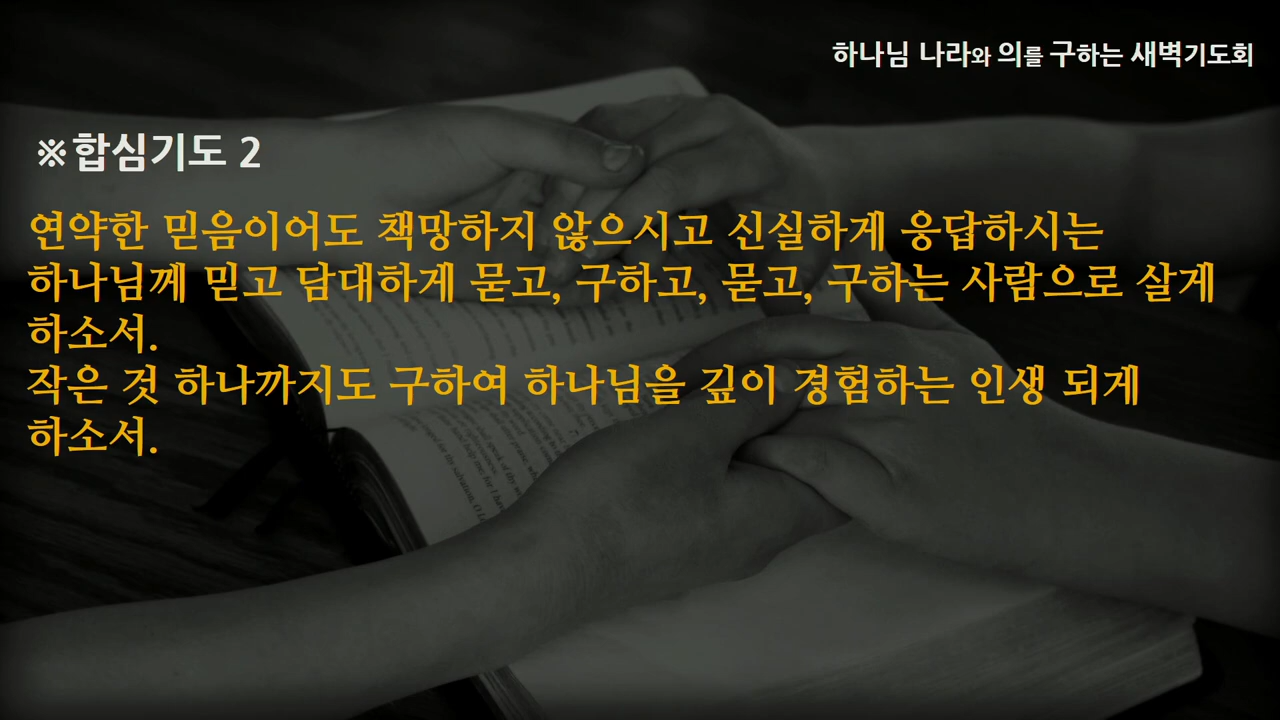 하나님 나라와 의를 구하는 새벽기도회
※합심기도 2
연약한 믿음이어도 책망하지 않으시고 신실하게 응답하시는
하나님께 믿고 담대하게 묻고, 구하고, 묻고, 구하는 사람으로 살게
하소서.
작은 것 하나까지도 구하여 하나님을 깊이 경험하는 인생 되게
하소서.